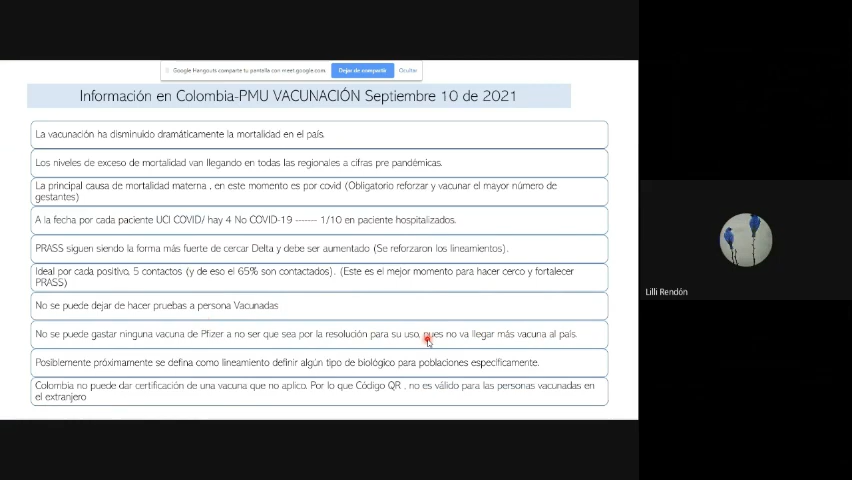 Google Hangouts comparte tu pantalla con meet.google.com.
Dejar de compartir
Ocultar
Información en Colombia-PMU VACUNACIÓN Septiembre 10 de 2021
La vacunación ha disminuido dramáticamente la mortalidad en el país.
Los niveles de exceso de mortalidad van llegando en todas las regionales a cifras pre pandémicas.
La principal causa de mortalidad materna , en este momento es por covid (Obligatorio reforzar y vacunar el mayor número de
gestantes)
A la fecha por cada paciente UCI COVID/ hay 4 No COVID-19 ------- 1/10 en paciente hospitalizados.
PRASS siguen siendo la forma más fuerte de cercar Delta y debe ser aumentado (Se reforzaron los lineamientos).
Ideal por cada positivo, 5 contactos (y de eso el 65% son contactados). (Este es el mejor momento para hacer cerco y fortalecer
PRASS)
No se puede dejar de hacer pruebas a persona Vacunadas
No se puede gastar ninguna vacuna de Pfizer a no ser que sea por la resolución para su uso, pues no va llegar más vacuna al país.
Posiblemente próximamente se defina como lineamiento definir algún tipo de biológico para poblaciones específicamente.
Colombia no puede dar certificación de una vacuna que no aplico. Por lo que Código QR , no es válido para las personas vacunadas en
el extranjero
Lilli Rendón